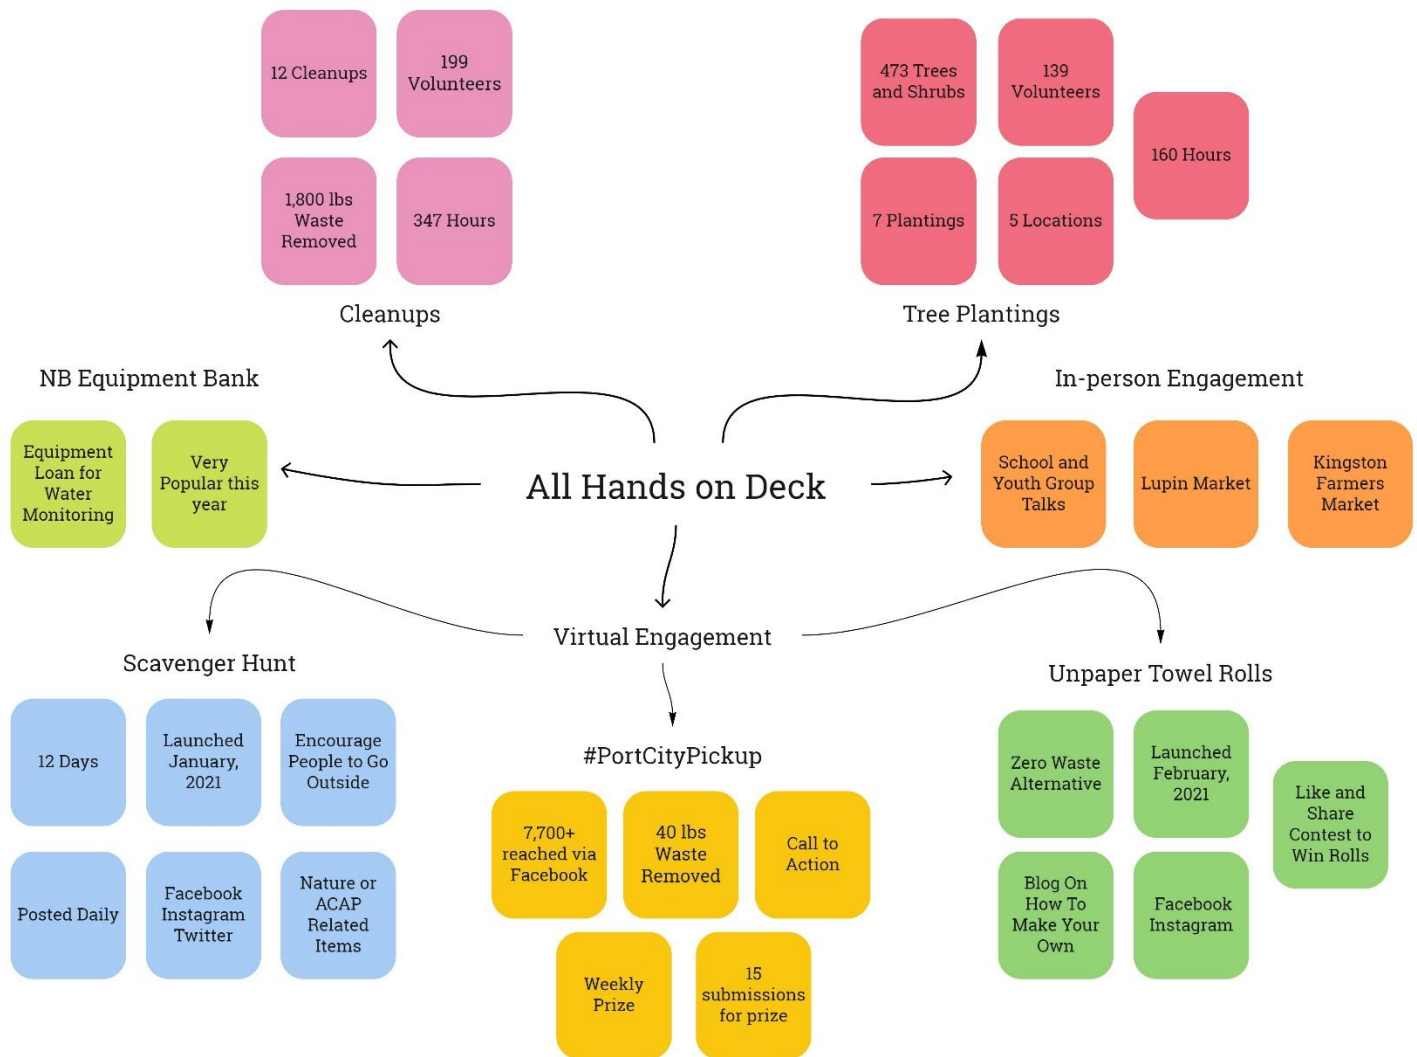 12 Cleanups
199
Volunteers
1,800 lbs
Waste
Removed
347 Hours
Cleanups
473 Trees
and Shrubs
139
Volunteers
160 Hours
7 Plantings
5 Locations
Tree Plantings
NB Equipment Bank
Equipment
Loan for
Water
Monitoring
Very
Popular this
year
All Hands on Deck
In-person Engagement
School and
Youth Group
Talks
Lupin Market
Kingston
Farmers
Market
Virtual Engagement
Scavenger Hunt
12 Days
Launched
January,
2021
Encourage
People to Go
Outside
Posted Daily
Facebook
Instagram
Twitter
Nature or
ACAP
Related
Items
#PortCityPickup
7,700+
reached via
Facebook
40 lbs
Waste
Removed
Call to
Action
Weekly
Prize
15
submissions
for prize
Unpaper Towel Rolls
Zero Waste
Alternative
Launched
February,
2021
Like and
Share
Contest to
Win Rolls
Blog On
How To
Make Your
Own
Facebook
Instagram